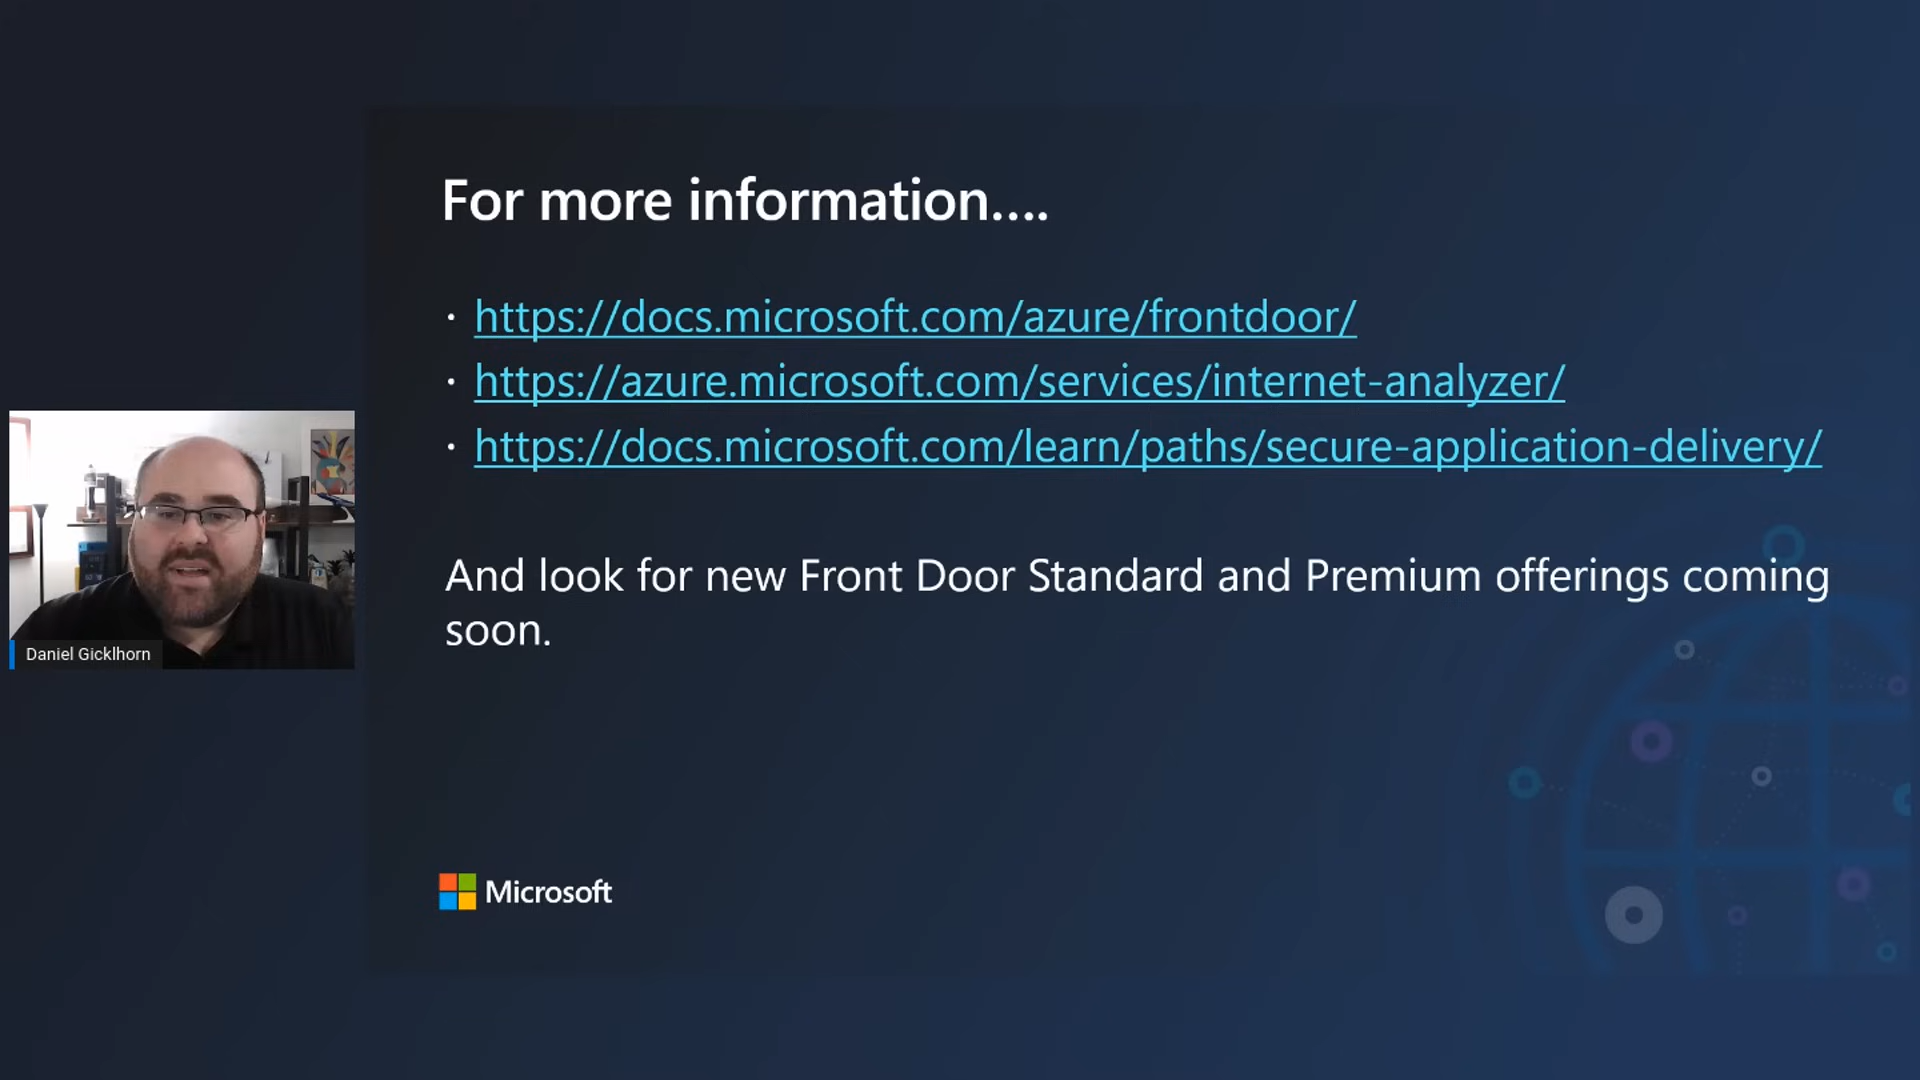 For more information....
· https://docs.microsoft.com/azure/frontdoor/
· https://azure.microsoft.com/services/internet-analyzer/
· https://docs.microsoft.com/learn/paths/secure-application-delivery/
And look for new Front Door Standard and Premium offerings coming
soon.
Daniel Gicklhorn
Microsoft